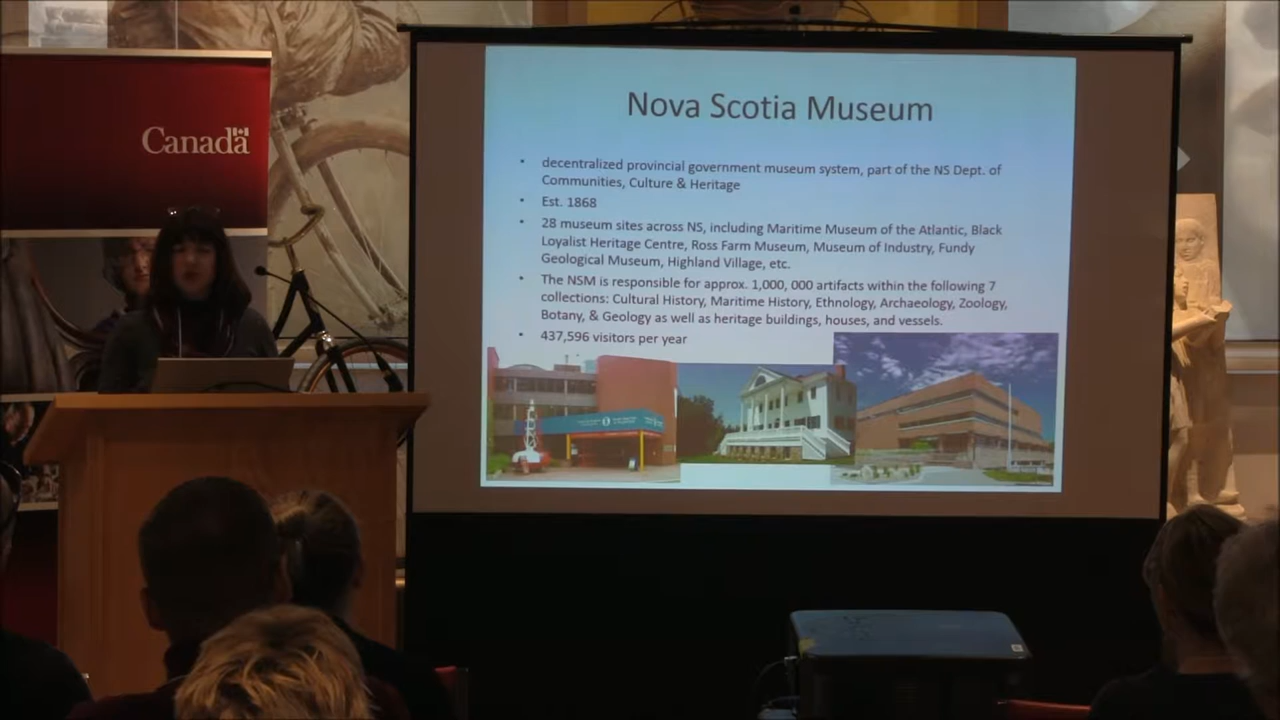 Canada
Nova Scotia Museum
• decentralized provincial government museum system, part of the NS Dept. of
Communities, Culture & Heritage
• Est. 1868
• 28 museum sites across NS, including Maritime Museum of the Atlantic, Black
Loyalist Heritage Centre, Ross Farm Museum, Museum of Industry, Fundy
Geological Museum, Highland Village, etc.
• The NSM is responsible for approx. 1,000, 000 artifacts within the following 7
collections: Cultural History, Maritime History, Ethnology, Archaeology, Zoology,
Botany, & Geology as well as heritage buildings, houses, and vessels.
• 437,596 visitors per year